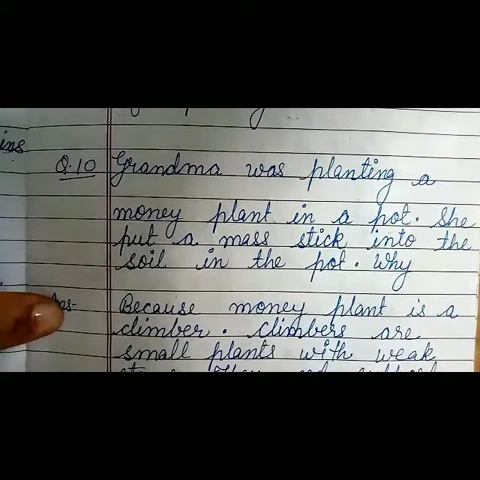 Q.10 Grandma was planting a
money plant in a pot. She
put a mass stick into the
soil in the pot. Why
Ans- Because money plant is a
climber. climbers are
small plants with weak